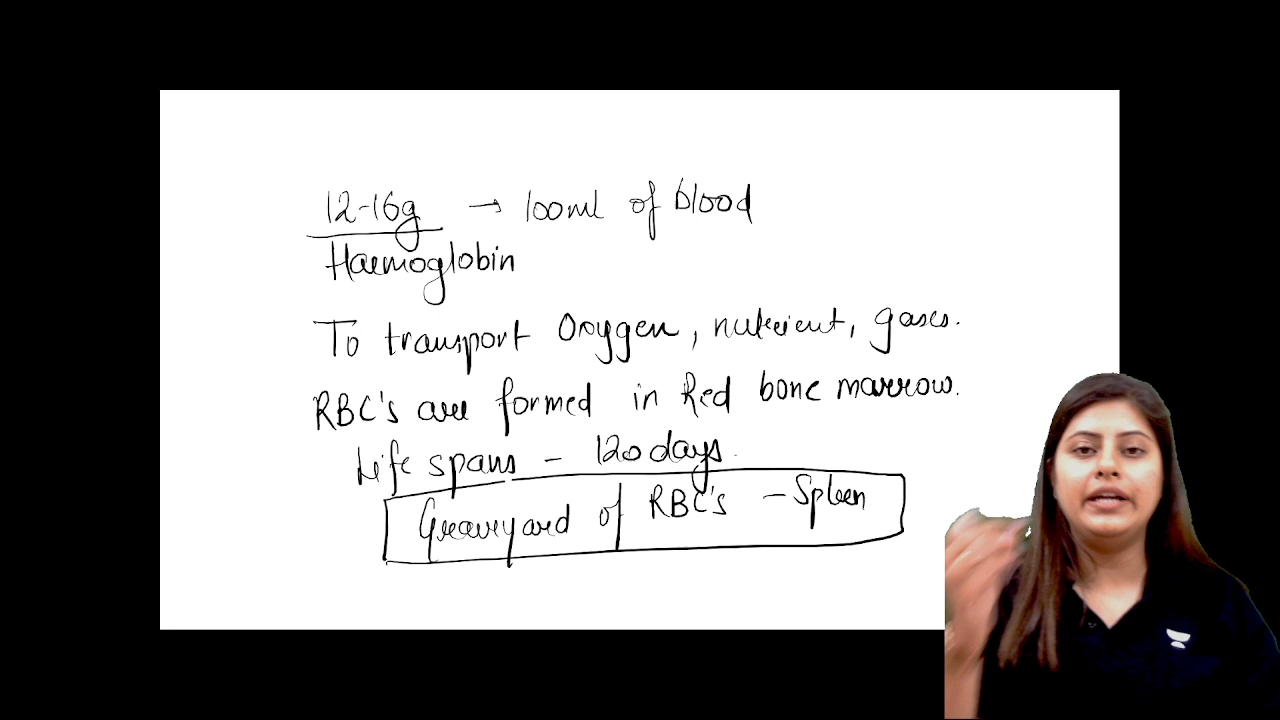 12-16g → 100ml of blood
Haemoglobin
To transport Oxygen, nutrient, gases.
RBC's are formed in Red bone marrow.
Life spans - 120 days.
Graveyard of RBC's - Spleen